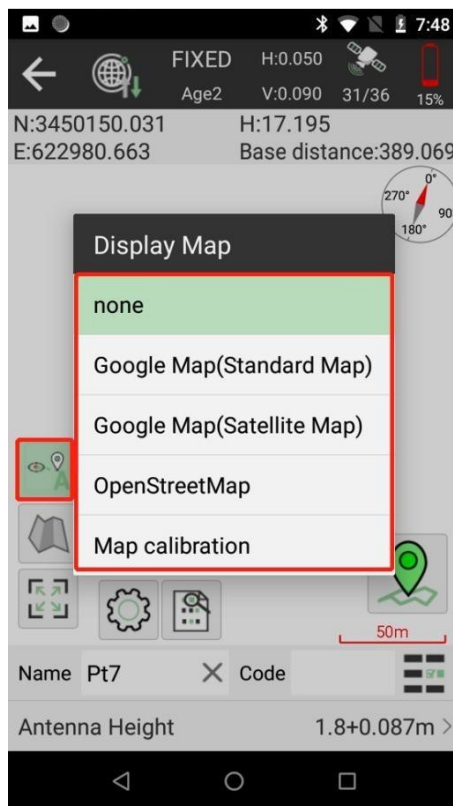 7:48
FIXED H:0.050
Age2 V:0.090 31/36 15%
N:3450150.031 H:17.195
E:622980.663 Base distance:389.069
0°
270° 90
180°
Display Map
none
Google Map(Standard Map)
Google Map(Satellite Map)
OpenStreetMap
Map calibration
A
50m
Name Pt7 Code
Antenna Height 1.8+0.087m